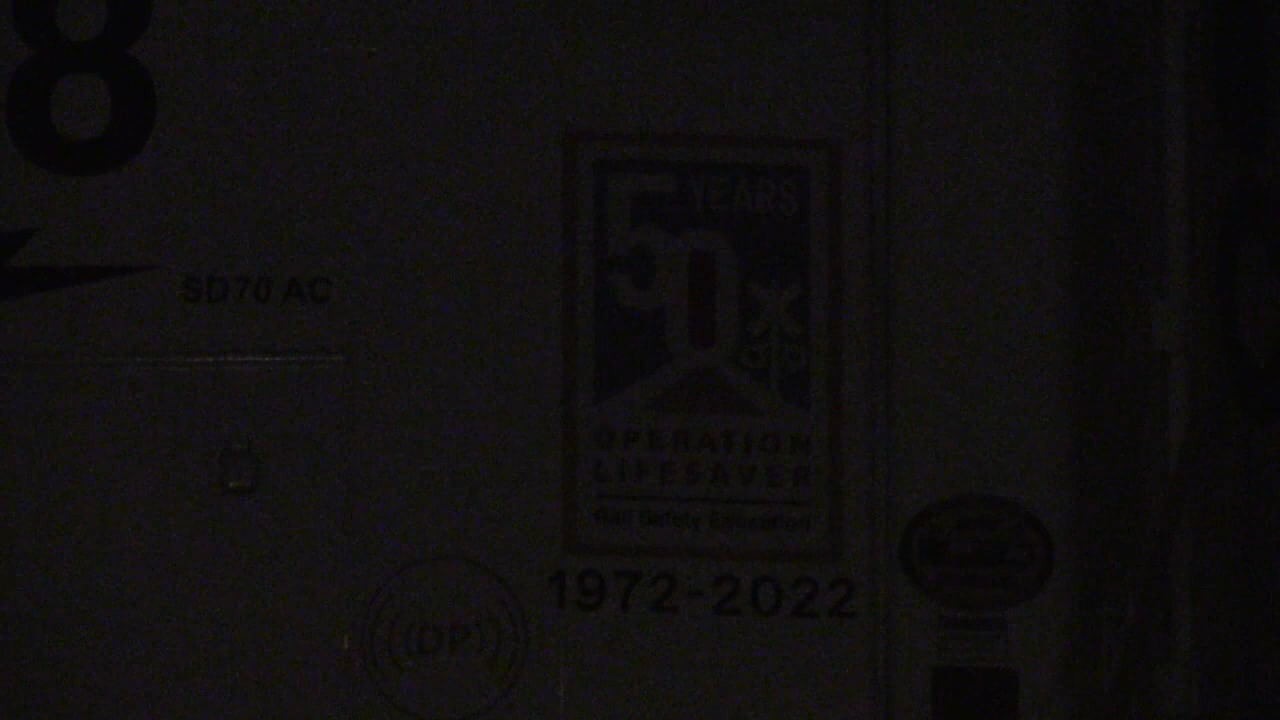 8
SD70 AC
YEARS
50
OPERATION
LIFESAVER
Rail Safety Education
1972-2022
((DP))